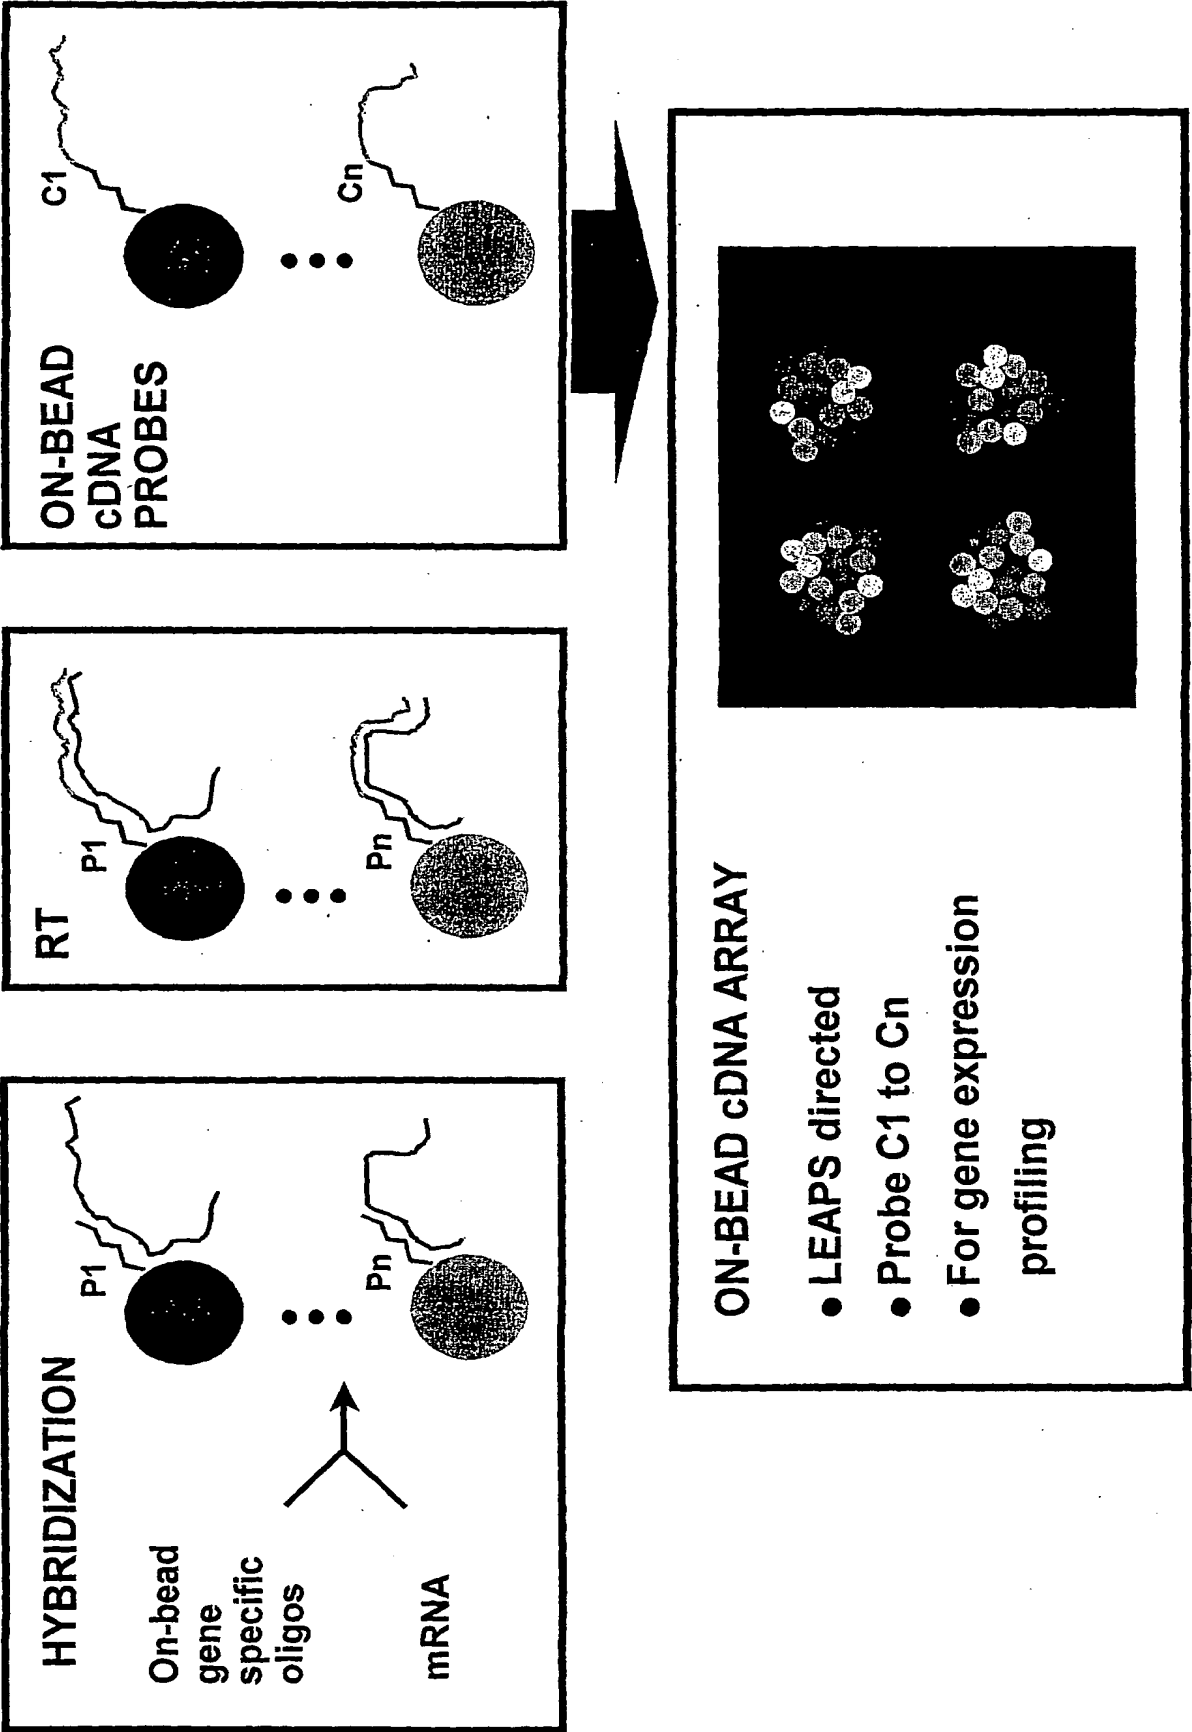 HYBRIDIZATION
On-bead
gene
specific
oligos
mRNA
P1
Pn
RT
P1
Pn
ON-BEAD
cDNA
PROBES
C1
Cn
ON-BEAD cDNA ARRAY
• LEAPS directed
• Probe C1 to Cn
• For gene expression
profiling